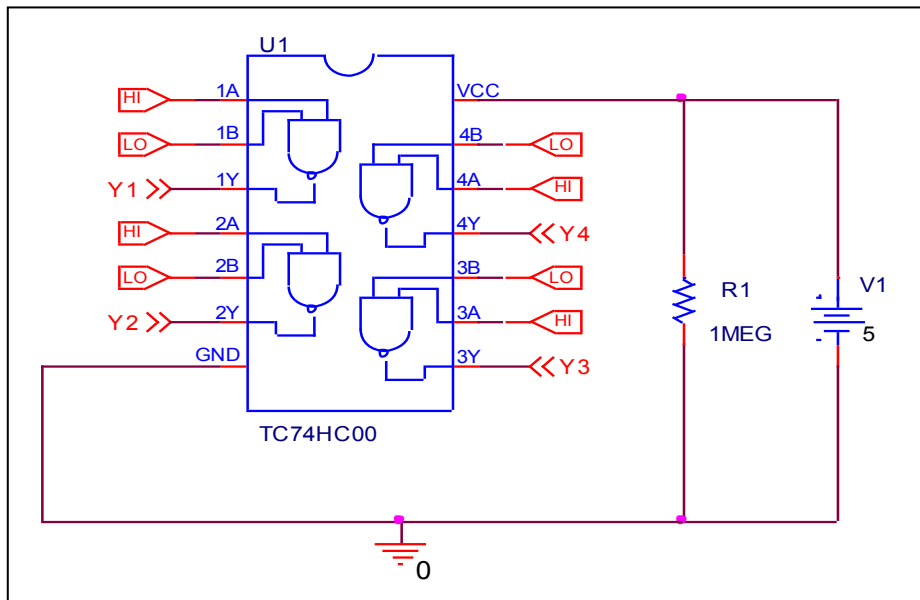 U1
HI
1A
VCC
LO
1B
4B
LO
Y1
1Y
4A
HI
HI
2A
4Y
Y4
LO
2B
3B
LO
Y2
2Y
3A
HI
GND
3Y
Y3
R1
1MEG
V1
5
TC74HC00
0